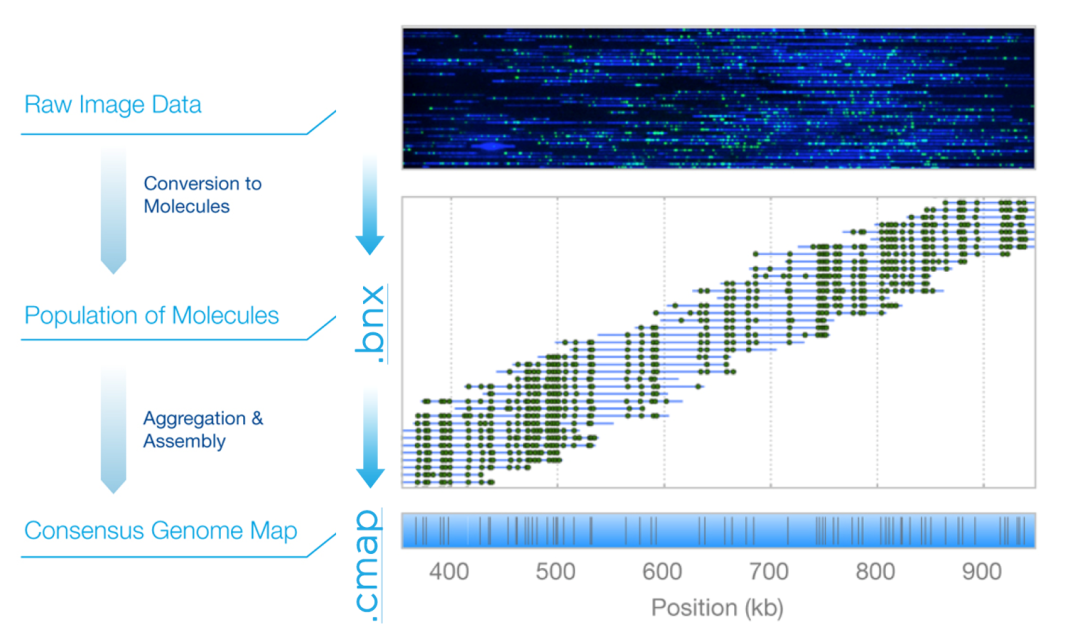 Raw Image Data
Conversion to
Molecules
.bnx
Population of Molecules
Aggregation &
Assembly
.cmap
Consensus Genome Map
400 500 600 700 800 900
Position (kb)